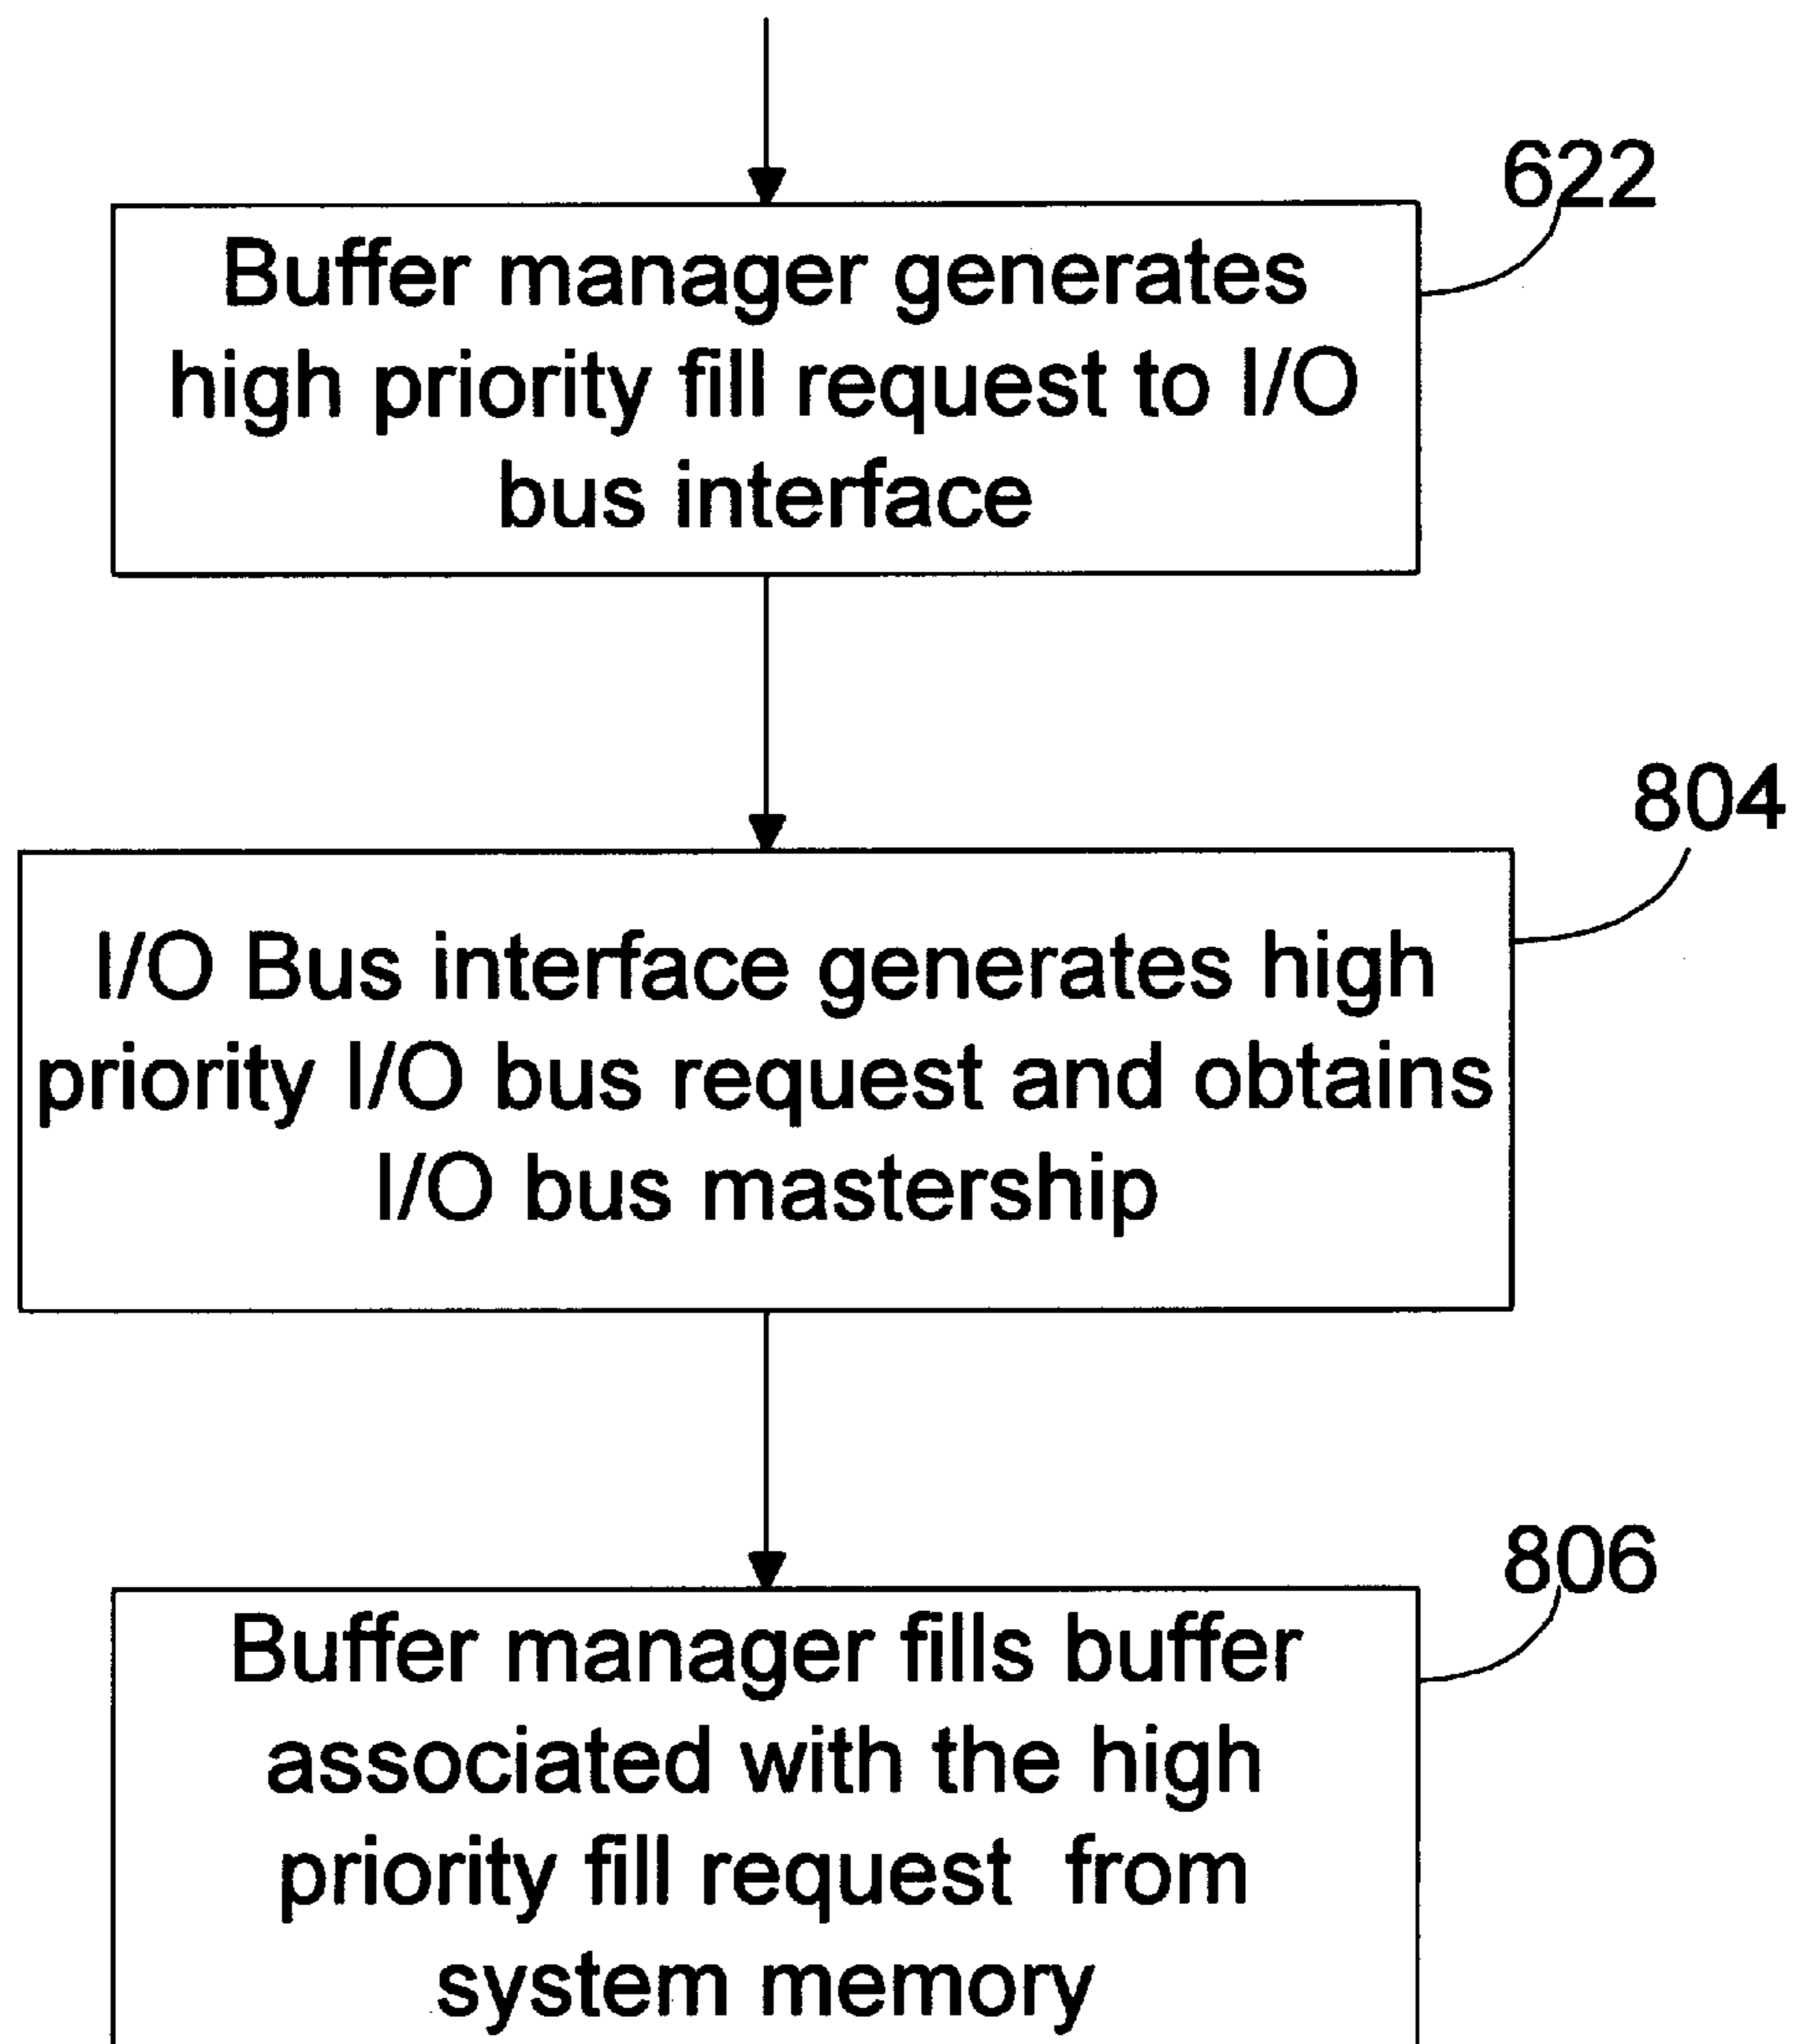 622
Buffer manager generates
high priority fill request to I/O
bus interface
804
I/O Bus interface generates high
priority I/O bus request and obtains
I/O bus mastership
806
Buffer manager fills buffer
associated with the high
priority fill request from
system memory